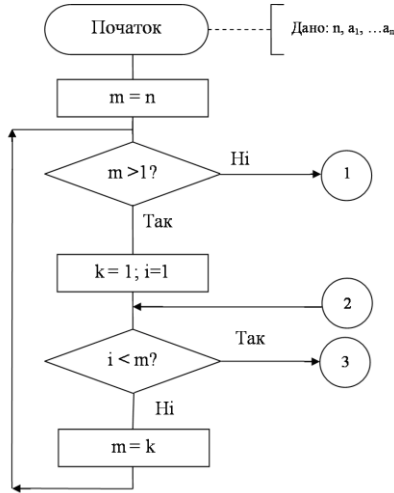 Початок
Дано: n, a₁, …aₙ
m = n
m >1?
Ні
1
Так
k = 1; i=1
2
i < m?
Так
3
Ні
m = k